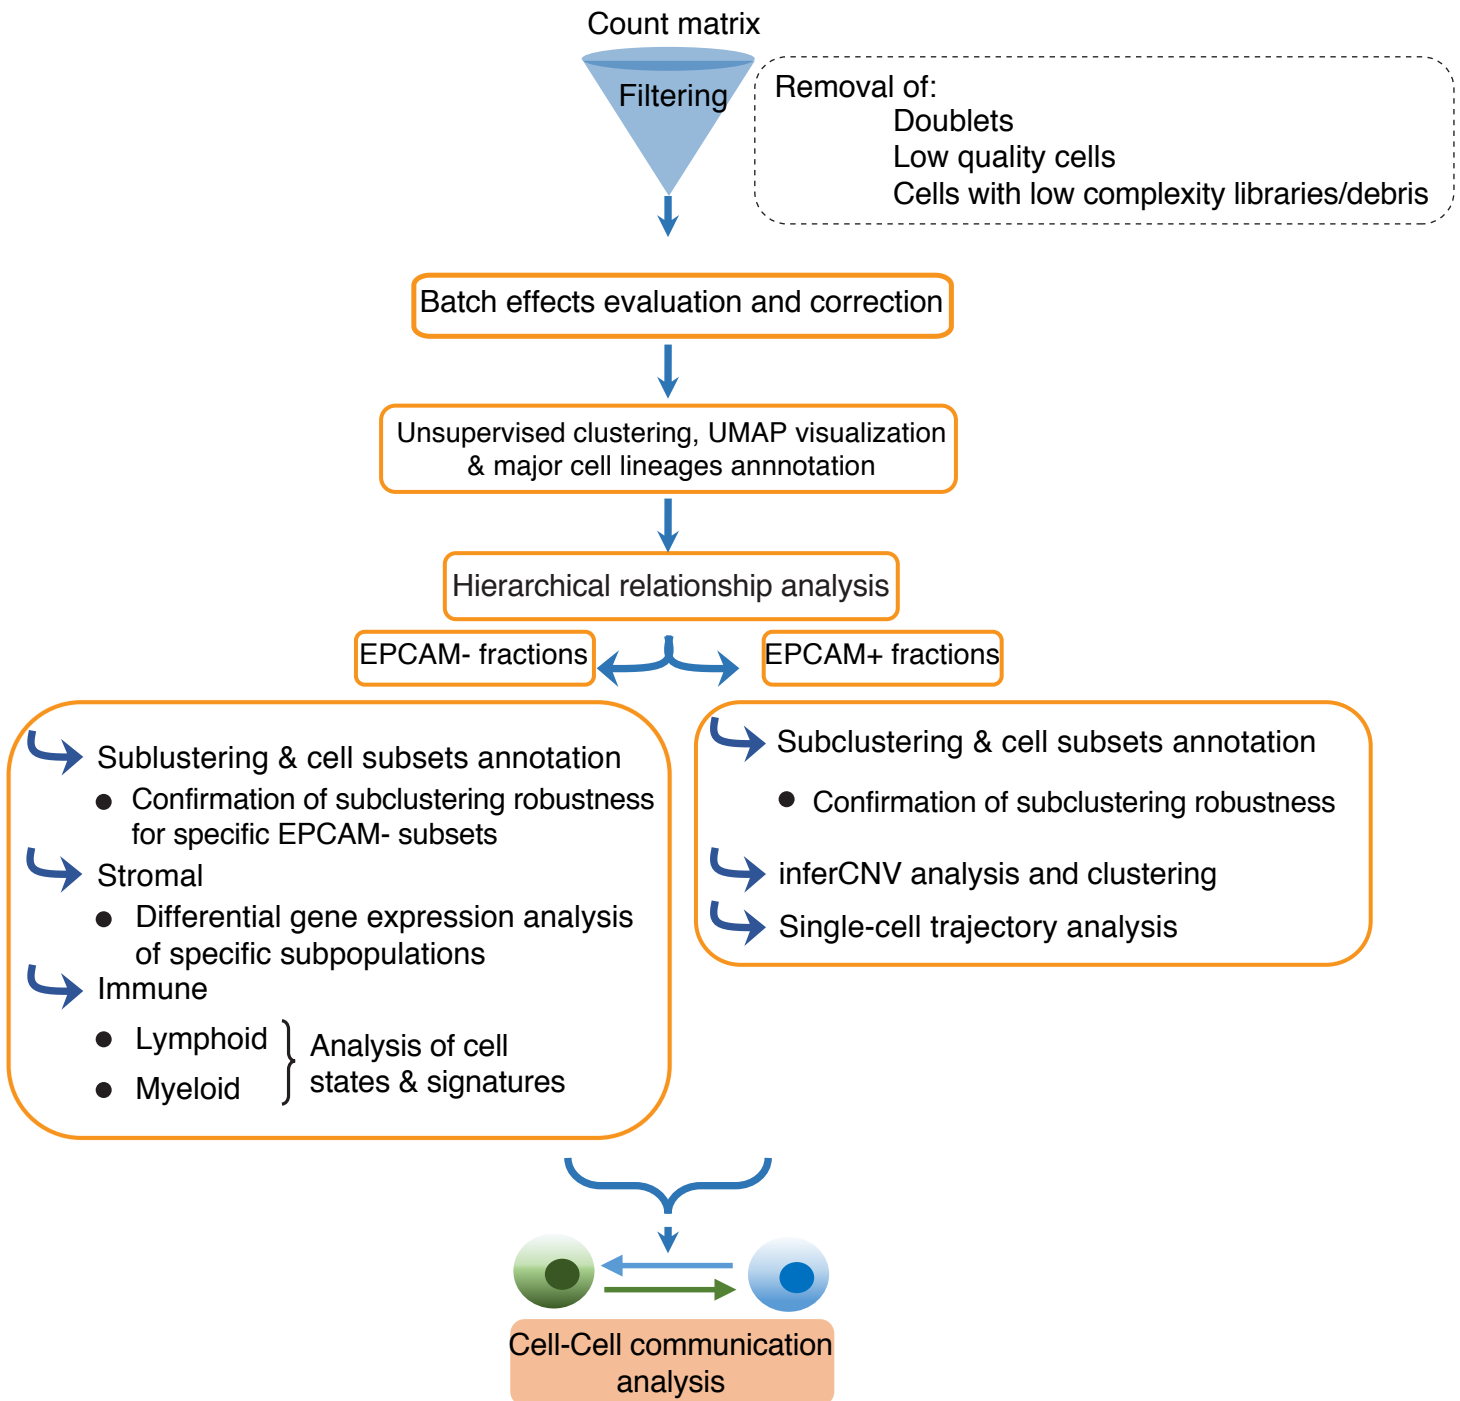 Count matrix
Filtering
Removal of:
Doublets
Low quality cells
Cells with low complexity libraries/debris
Batch effects evaluation and correction
Unsupervised clustering, UMAP visualization
& major cell lineages annnotation
Hierarchical relationship analysis
EPCAM- fractions
EPCAM+ fractions
Sublustering & cell subsets annotation
• Confirmation of subclustering robustness
for specific EPCAM- subsets
Stromal
• Differential gene expression analysis
of specific subpopulations
Immune
• Lymphoid
• Myeloid
Analysis of cell
states & signatures
Subclustering & cell subsets annotation
• Confirmation of subclustering robustness
inferCNV analysis and clustering
Single-cell trajectory analysis
Cell-Cell communication
analysis